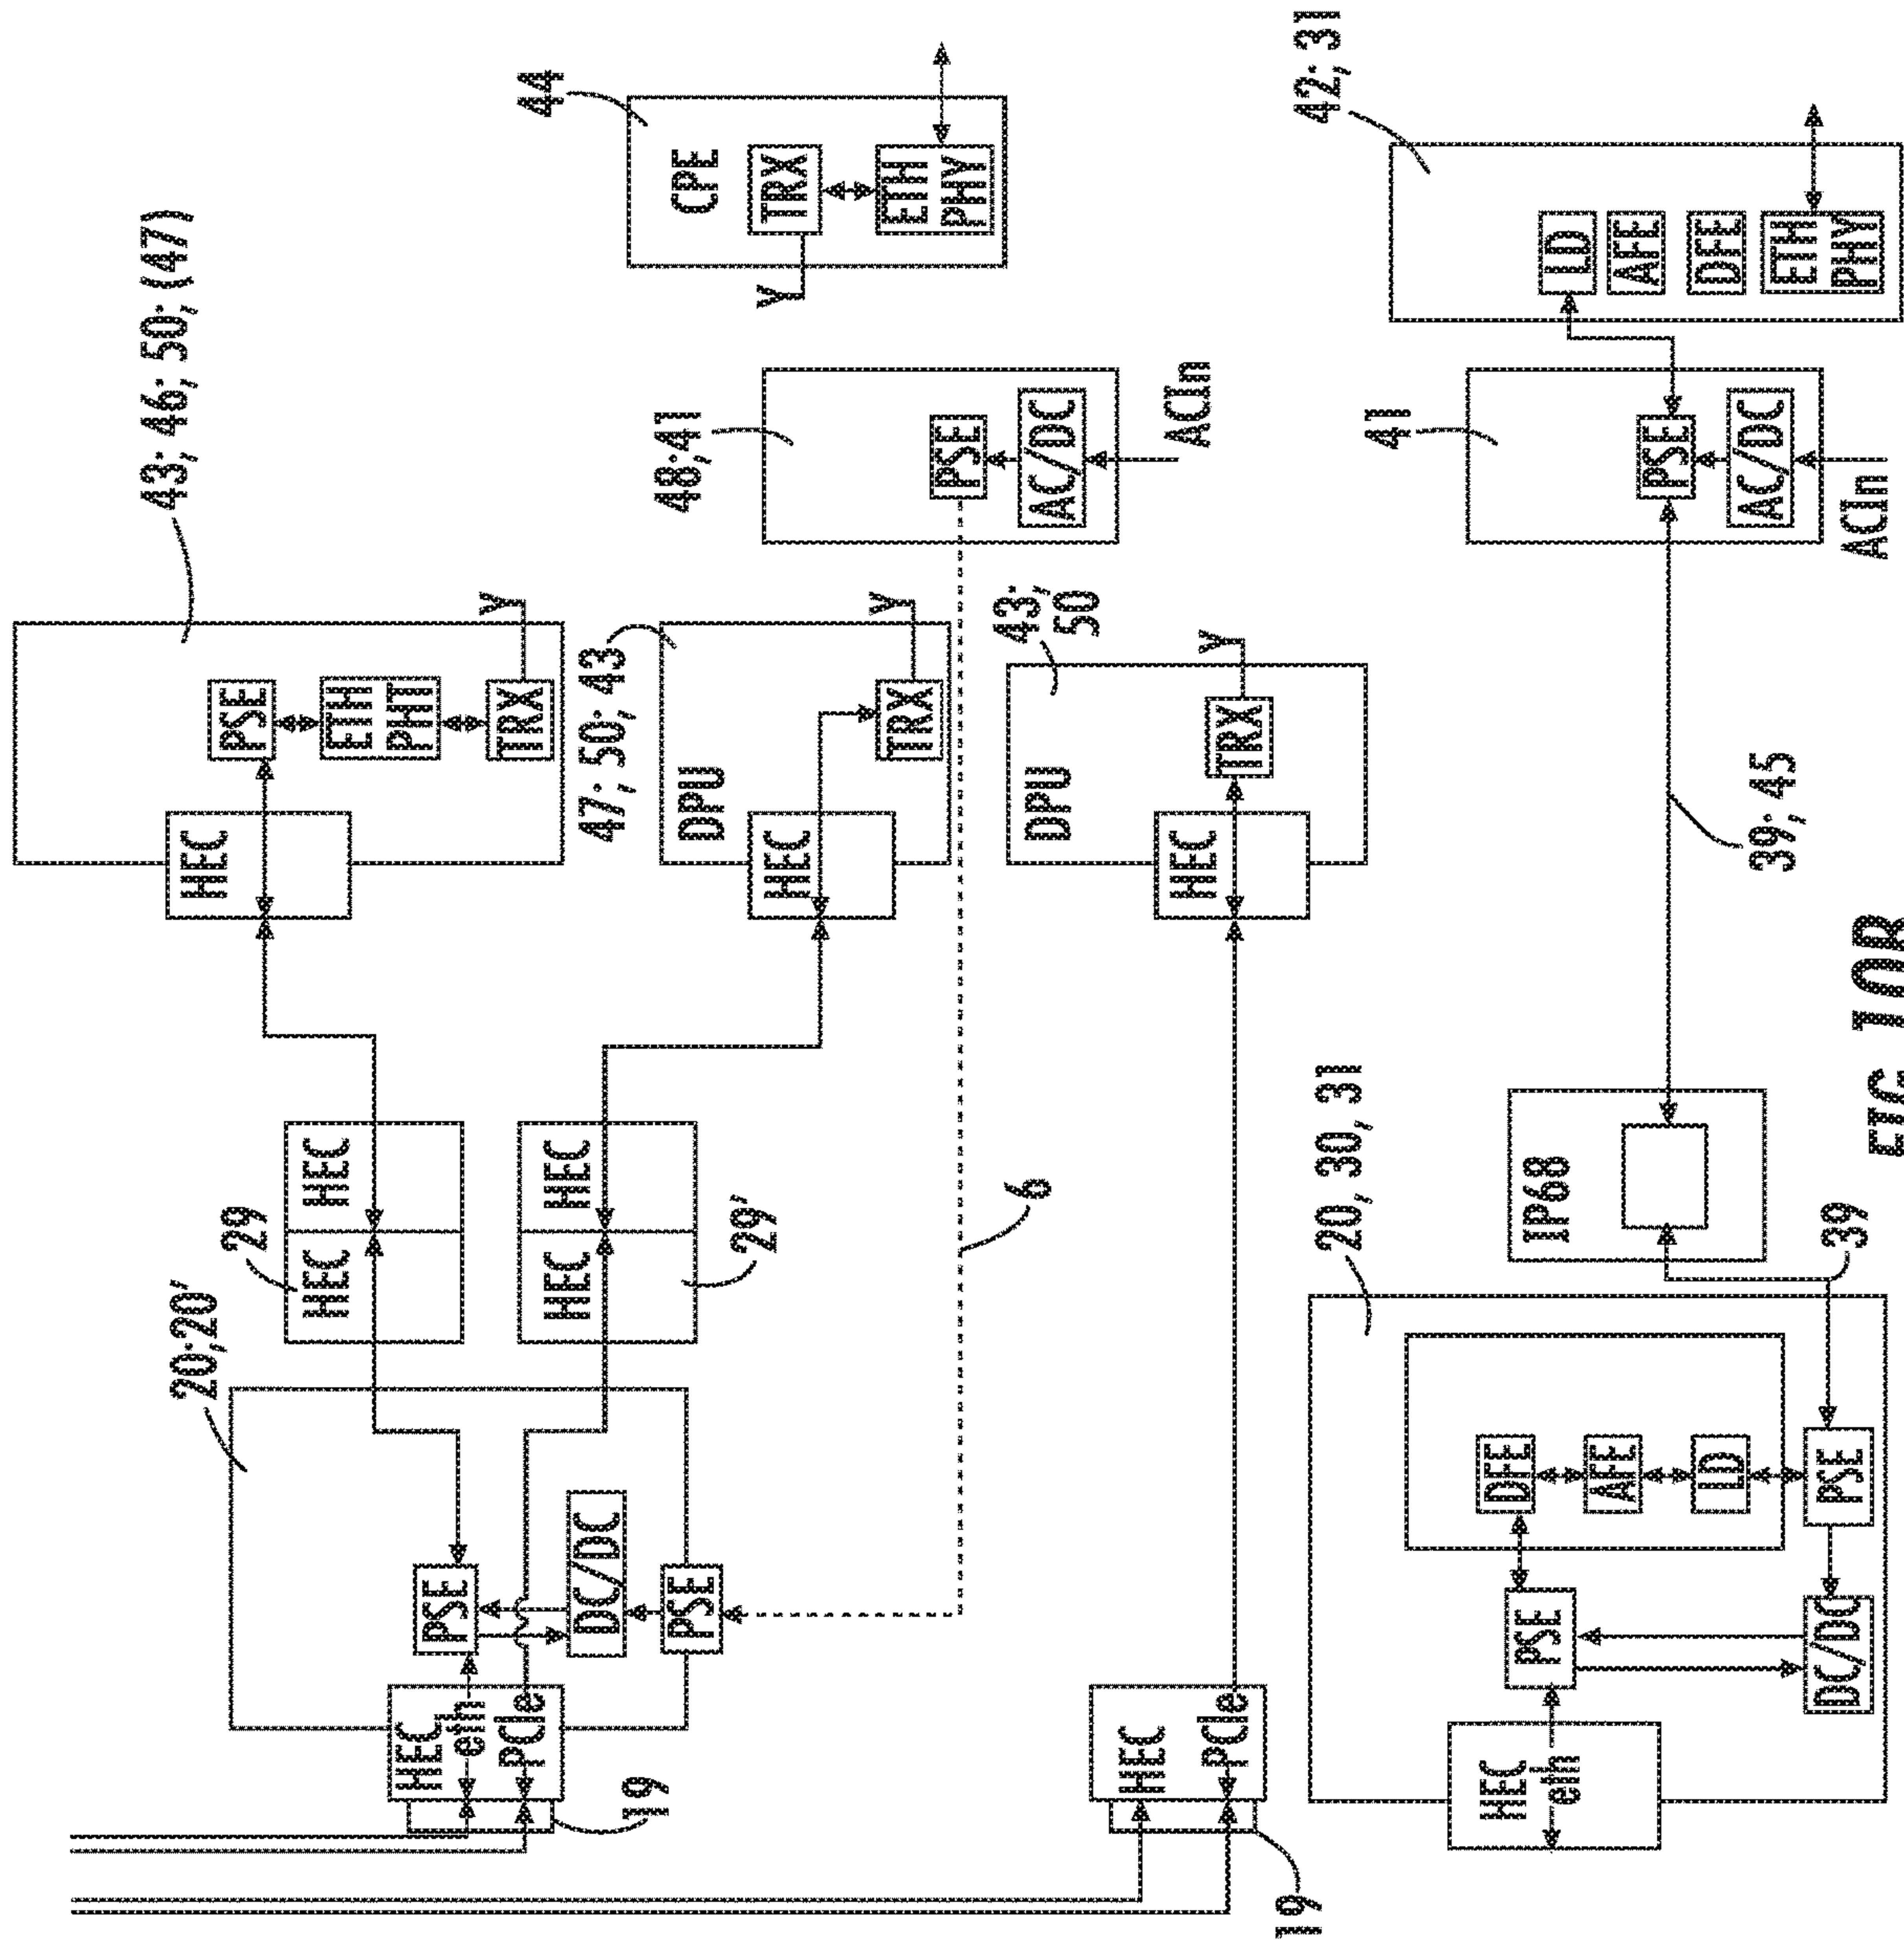 43; 46; 50; (47)
HEC
PSE
ETH
PHT
TRX
Y
44
CPE
TRX
ETH
PHY
Y
20;20'
HEC
eth
PCIe
19
PSE
DC/DC
PSE
29
HEC
HEC
HEC
HEC
29'
47; 50; 43
DPU
HEC
TRX
Y
48;41
PSE
AC/DC
ACIn
6
43;
50
DPU
HEC
TRX
Y
HEC
PCIe
19
42; 31
LD
AFE
DFE
ETH
PHY
41
PSE
AC/DC
ACIn
39; 45
IP68
39
20, 30, 31
HEC
eth
PSE
DFE
AFE
LD
PSE
DC/DC
FIG. 10B